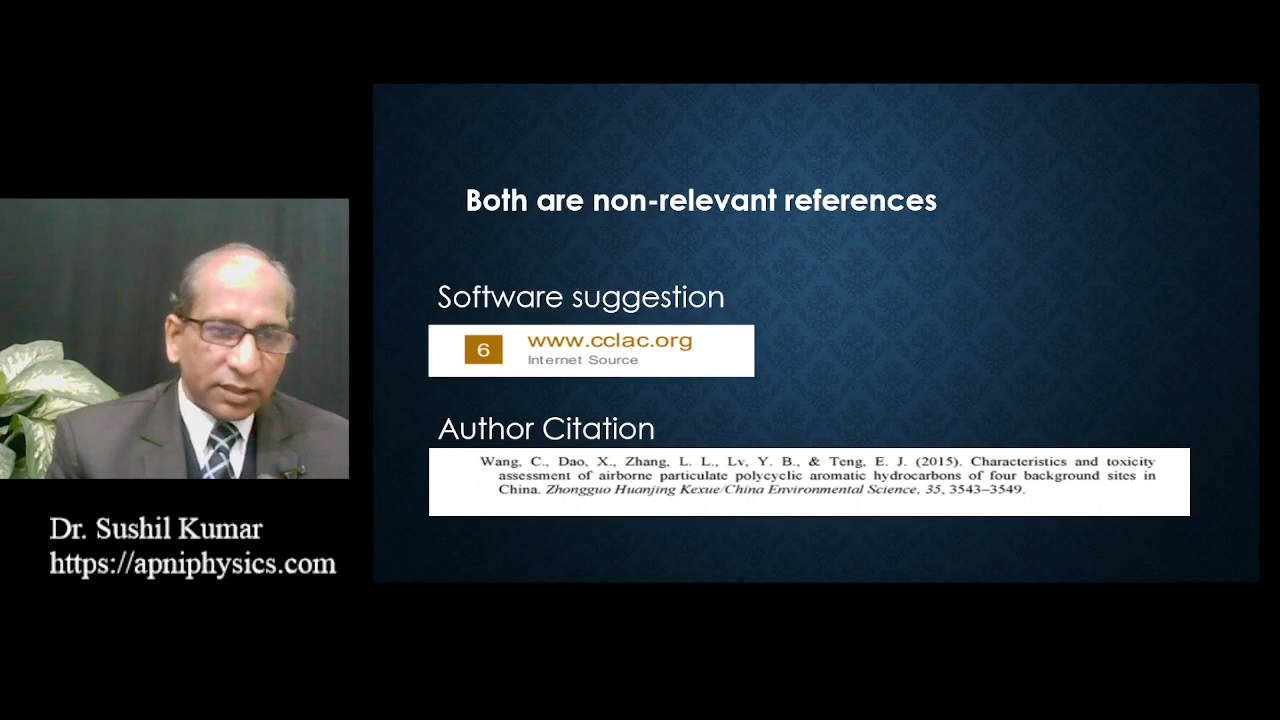 Both are non-relevant references
Software suggestion
6 www.cclac.org
Internet Source
Author Citation
Wang, C., Dao, X., Zhang, L. L., Lv, Y. B., & Teng, E. J. (2015). Characteristics and toxicity
assessment of airborne particulate polycyclic aromatic hydrocarbons of four background sites in
China. Zhongguo Huanjing Kexue/China Environmental Science, 35, 3543–3549.
Dr. Sushil Kumar
https://apniphysics.com